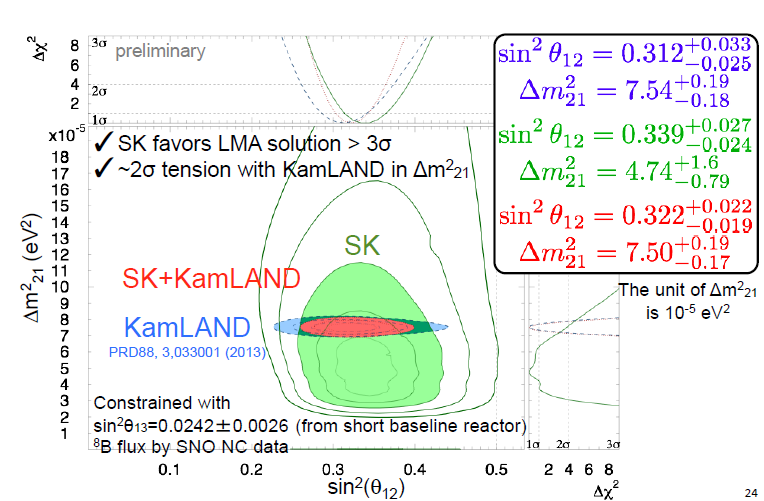 Δχ²
8
6
4
2
3σ
2σ
1σ
preliminary
sin² θ₁₂ = 0.312 +0.033 −0.025
Δm²₂₁ = 7.54 +0.19 −0.18
sin² θ₁₂ = 0.339 +0.027 −0.024
Δm²₂₁ = 4.74 +1.6 −0.79
sin² θ₁₂ = 0.322 +0.022 −0.019
Δm²₂₁ = 7.50 +0.19 −0.17
The unit of Δm²₂₁
is 10⁻⁵ eV²
x10⁻⁵
✓ SK favors LMA solution > 3σ
✓ ~2σ tension with KamLAND in Δm²₂₁
Δm²₂₁ (eV²)
18
17
16
15
14
13
12
11
10
9
8
7
6
5
4
3
2
1
SK
SK+KamLAND
KamLAND
PRD88, 3,033001 (2013)
Constrained with
sin²θ₁₃=0.0242±0.0026 (from short baseline reactor)
⁸B flux by SNO NC data
1σ 2σ 3σ
0.1 0.2 0.3 0.4 0.5
sin²(θ₁₂)
2 4 6 8
Δχ²
24